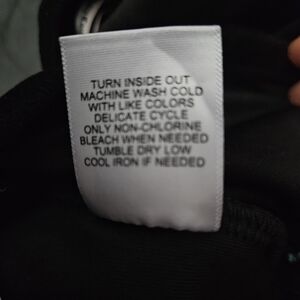 TURN INSIDE OUT
MACHINE WASH COLD
WITH LIKE COLORS
DELICATE CYCLE
ONLY NON-CHLORINE
BLEACH WHEN NEEDED
TUMBLE DRY LOW
COOL IRON IF NEEDED